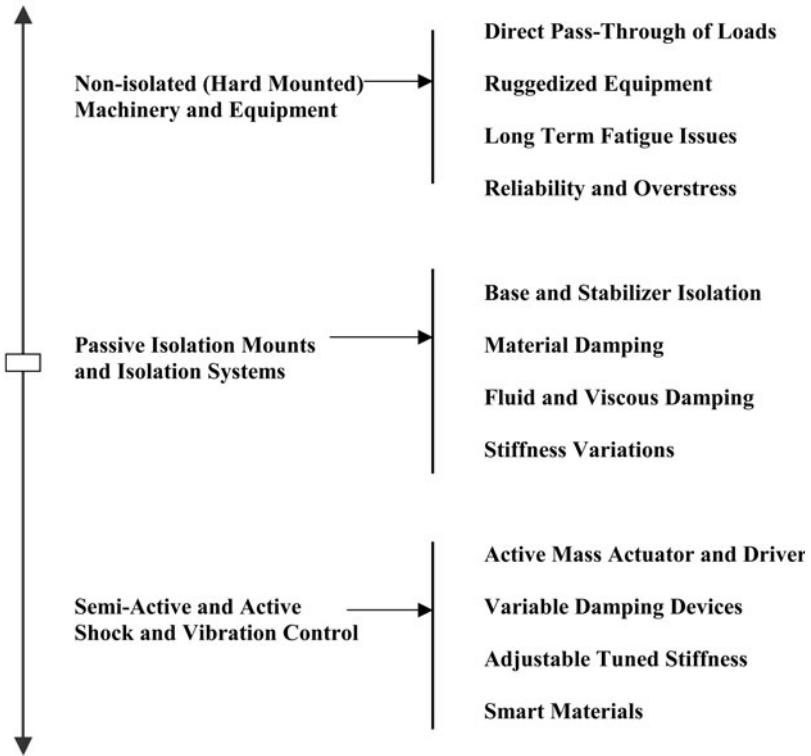 Non-isolated (Hard Mounted)
Machinery and Equipment
Direct Pass-Through of Loads
Ruggedized Equipment
Long Term Fatigue Issues
Reliability and Overstress
Passive Isolation Mounts
and Isolation Systems
Base and Stabilizer Isolation
Material Damping
Fluid and Viscous Damping
Stiffness Variations
Semi-Active and Active
Shock and Vibration Control
Active Mass Actuator and Driver
Variable Damping Devices
Adjustable Tuned Stiffness
Smart Materials